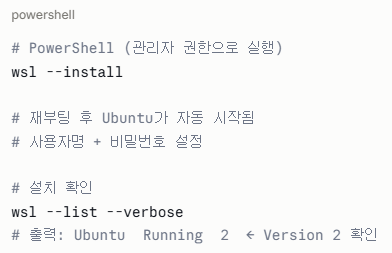 powershell
# PowerShell (관리자 권한으로 실행)
wsl --install
# 재부팅 후 Ubuntu가 자동 시작됨
# 사용자명 + 비밀번호 설정
# 설치 확인
wsl --list --verbose
# 출력: Ubuntu  Running  2  ← Version 2 확인